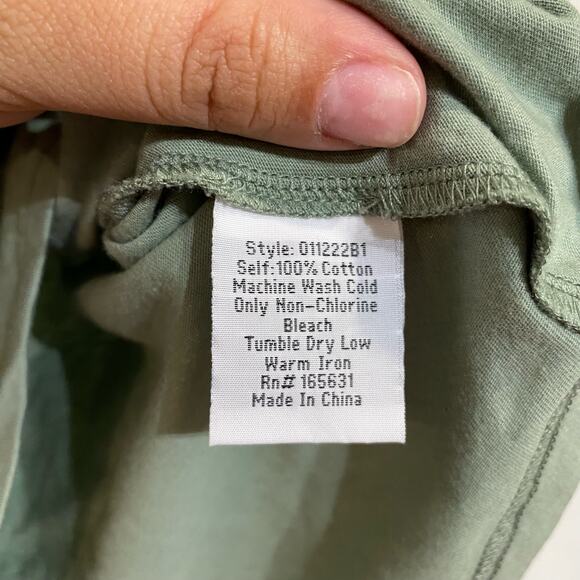 Style: 011222B1
Self:100% Cotton
Machine Wash Cold
Only Non-Chlorine
Bleach
Tumble Dry Low
Warm Iron
Rn# 165631
Made In China